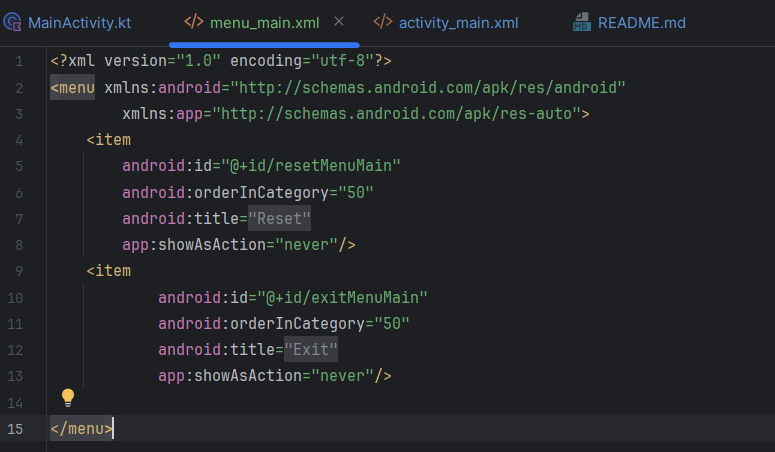 MainActivity.kt menu_main.xml activity_main.xml README.md
1 <?xml version="1.0" encoding="utf-8"?>
2 <menu xmlns:android="http://schemas.android.com/apk/res/android"
3 xmlns:app="http://schemas.android.com/apk/res-auto">
4 <item
5 android:id="@+id/resetMenuMain"
6 android:orderInCategory="50"
7 android:title="Reset"
8 app:showAsAction="never"/>
9 <item
10 android:id="@+id/exitMenuMain"
11 android:orderInCategory="50"
12 android:title="Exit"
13 app:showAsAction="never"/>
14
15 </menu>